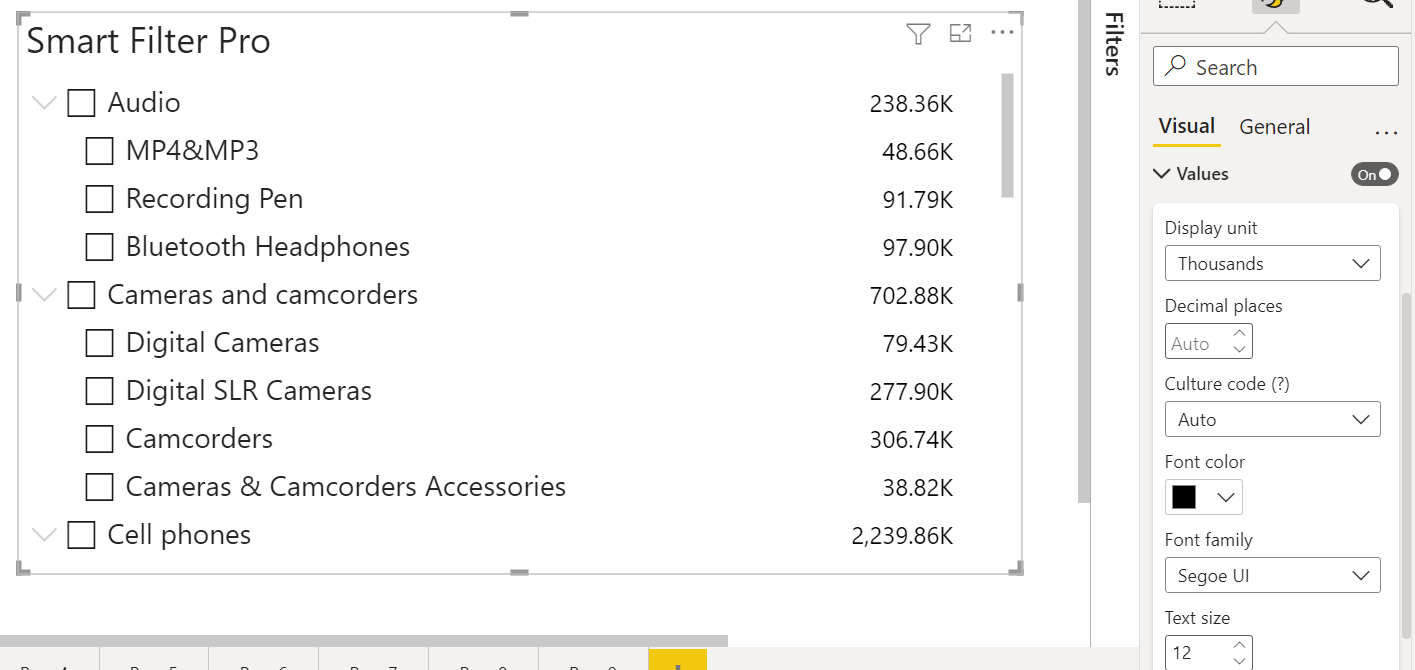 Smart Filter Pro
Audio 238.36K
MP4&MP3 48.66K
Recording Pen 91.79K
Bluetooth Headphones 97.90K
Cameras and camcorders 702.88K
Digital Cameras 79.43K
Digital SLR Cameras 277.90K
Camcorders 306.74K
Cameras & Camcorders Accessories 38.82K
Cell phones 2,239.86K
Filters
Search
Visual General
Values On
Display unit
Thousands
Decimal places
Auto
Culture code (?)
Auto
Font color
Font family
Segoe UI
Text size
12